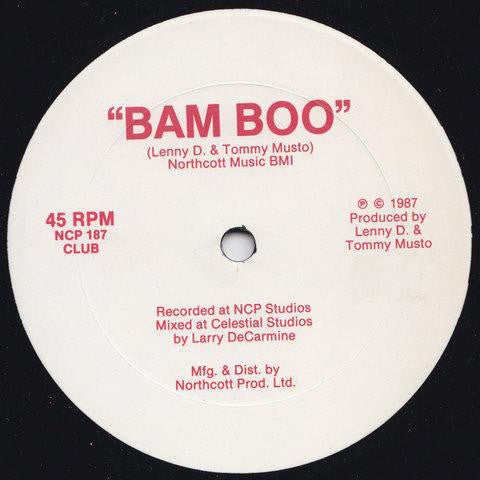 “BAM BOO”
(Lenny D. & Tommy Musto)
Northcott Music BMI
45 RPM
NCP 187
CLUB
℗ © 1987
Produced by
Lenny D. &
Tommy Musto
Recorded at NCP Studios
Mixed at Celestial Studios
by Larry DeCarmine
Mfg. & Dist. by
Northcott Prod. Ltd.